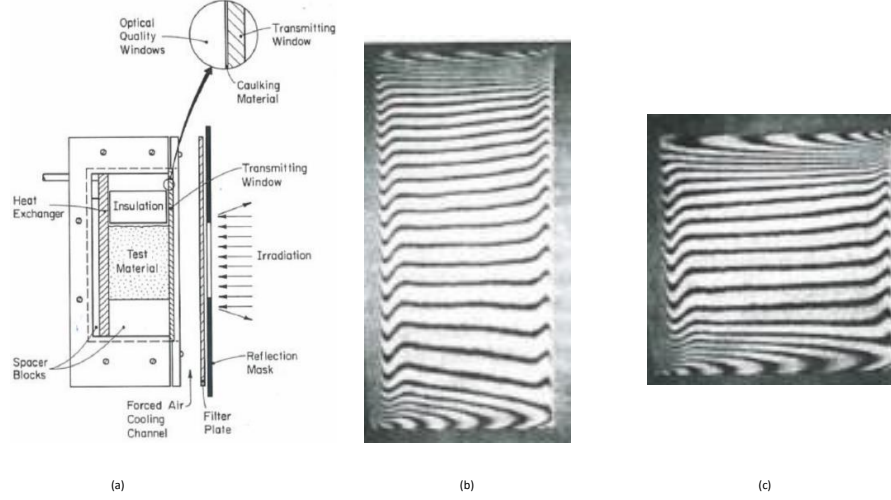 Optical
Quality
Windows
Transmitting
Window
Caulking
Material
Transmitting
Window
Heat
Exchanger
Insulation
Test
Material
Irradiation
Spacer
Blocks
Reflection
Mask
Forced Air
Cooling
Channel
Filter
Plate
(a)
(b)
(c)